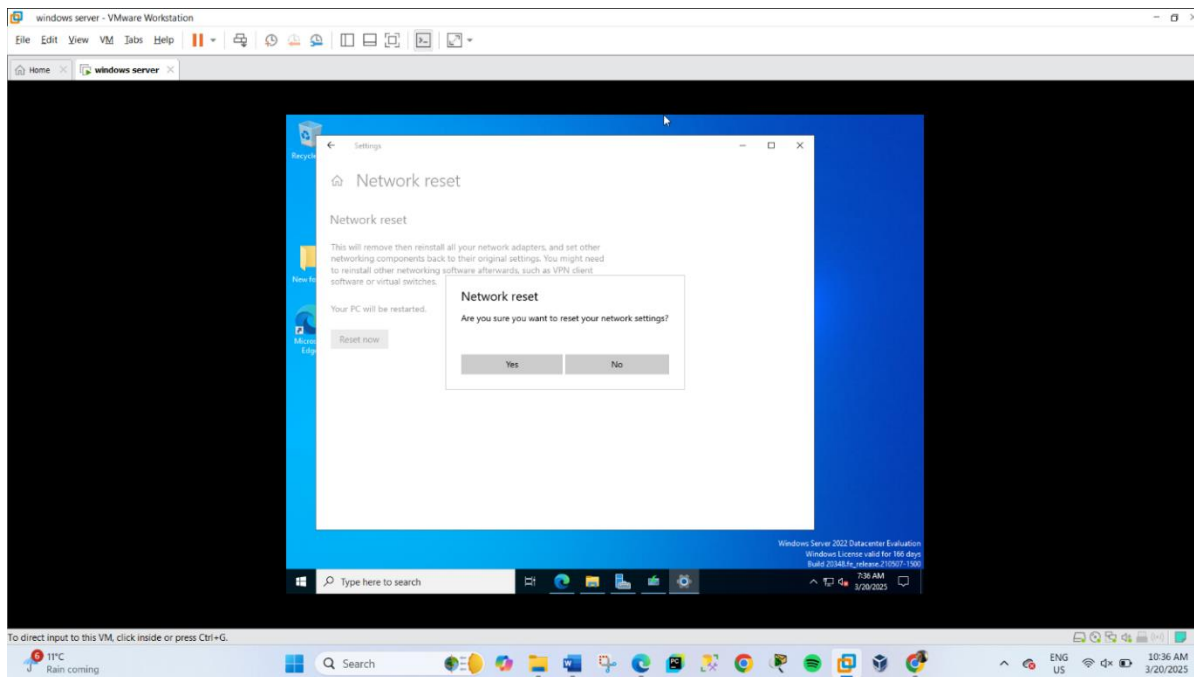 windows server - VMware Workstation
File Edit View VM Tabs Help
Home
windows server
Recycle
Settings
Network reset
Network reset
This will remove then reinstall all your network adapters, and set other
networking components back to their original settings. You might need
to reinstall other networking software afterwards, such as VPN client
software or virtual switches.
New fo
Your PC will be restarted.
Reset now
Micros
Edge
Network reset
Are you sure you want to reset your network settings?
Yes No
Windows Server 2022 Datacenter Evaluation
Windows License valid for 166 days
Build 20348.fe_release.210507-1500
Type here to search
7:36 AM
3/20/2025
To direct input to this VM, click inside or press Ctrl+G.
6
11°C
Rain coming
Search
ENG
US
10:36 AM
3/20/2025